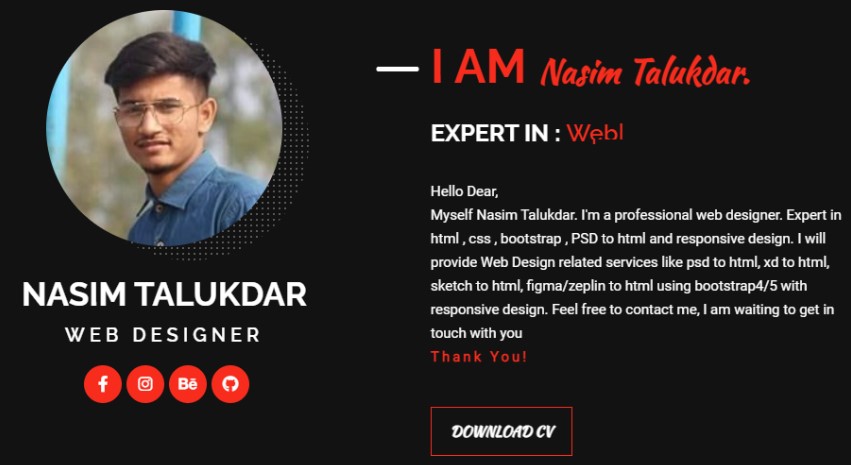 I AM Nasim Talukdar.
EXPERT IN :
Hello Dear,
Myself Nasim Talukdar. I'm a professional web designer. Expert in
html , css , bootstrap , PSD to html and responsive design. I will
provide Web Design related services like psd to html, xd to html,
sketch to html, figma/zeplin to html using bootstrap4/5 with
responsive design. Feel free to contact me, I am waiting to get in
touch with you
Thank You!
DOWNLOAD CV
NASIM TALUKDAR
WEB DESIGNER
Bē